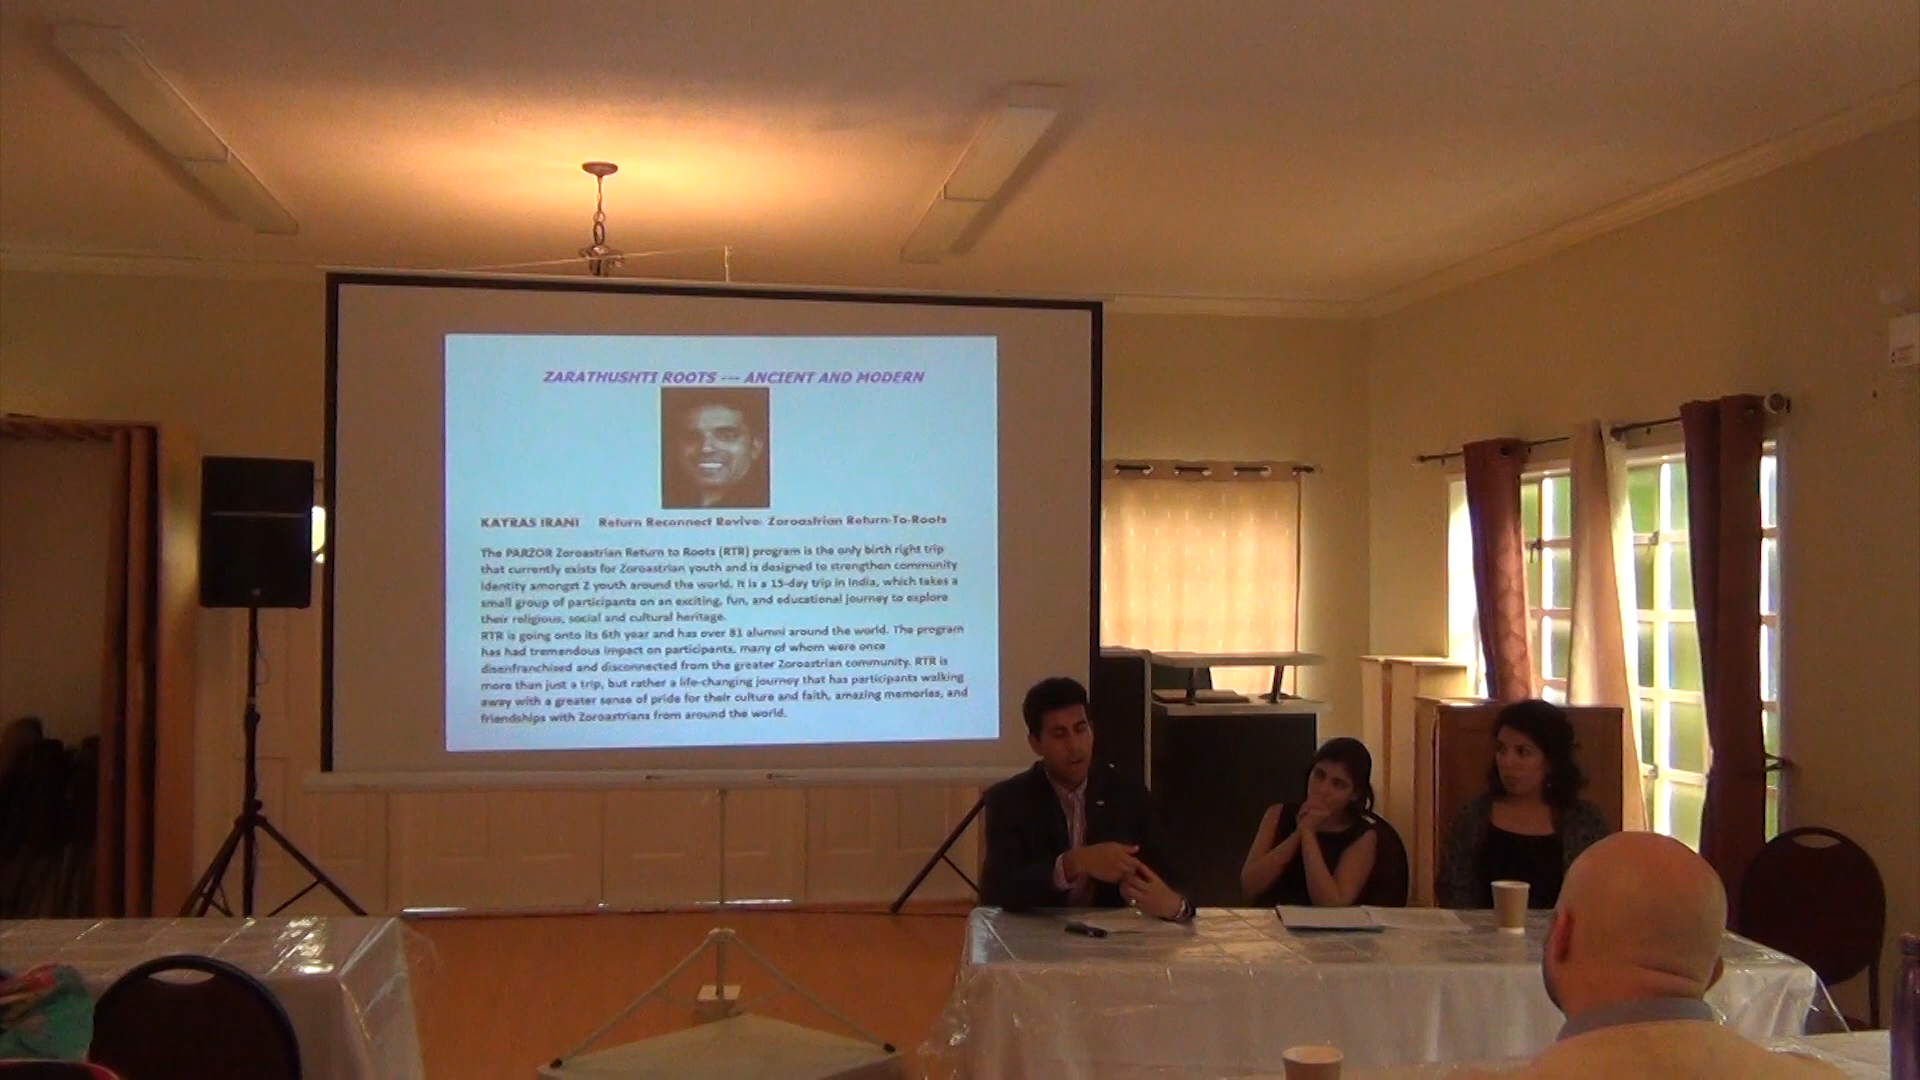 ZARATHUSHTI ROOTS --- ANCIENT AND MODERN
KAYRAS IRANI Return Reconnect Revive: Zoroastrian Return-To-Roots
The PARZOR Zoroastrian Return to Roots (RTR) program is the only birth right trip
that currently exists for Zoroastrian youth and is designed to strengthen community
identity amongst Z youth around the world. It is a 15-day trip in India, which takes a
small group of participants on an exciting, fun, and educational journey to explore
their religious, social and cultural heritage.
RTR is going onto its 6th year and has over 81 alumni around the world. The program
has had tremendous impact on participants, many of whom were once
disenfranchised and disconnected from the greater Zoroastrian community. RTR is
more than just a trip, but rather a life-changing journey that has participants walking
away with a greater sense of pride for their culture and faith, amazing memories, and
friendships with Zoroastrians from around the world.